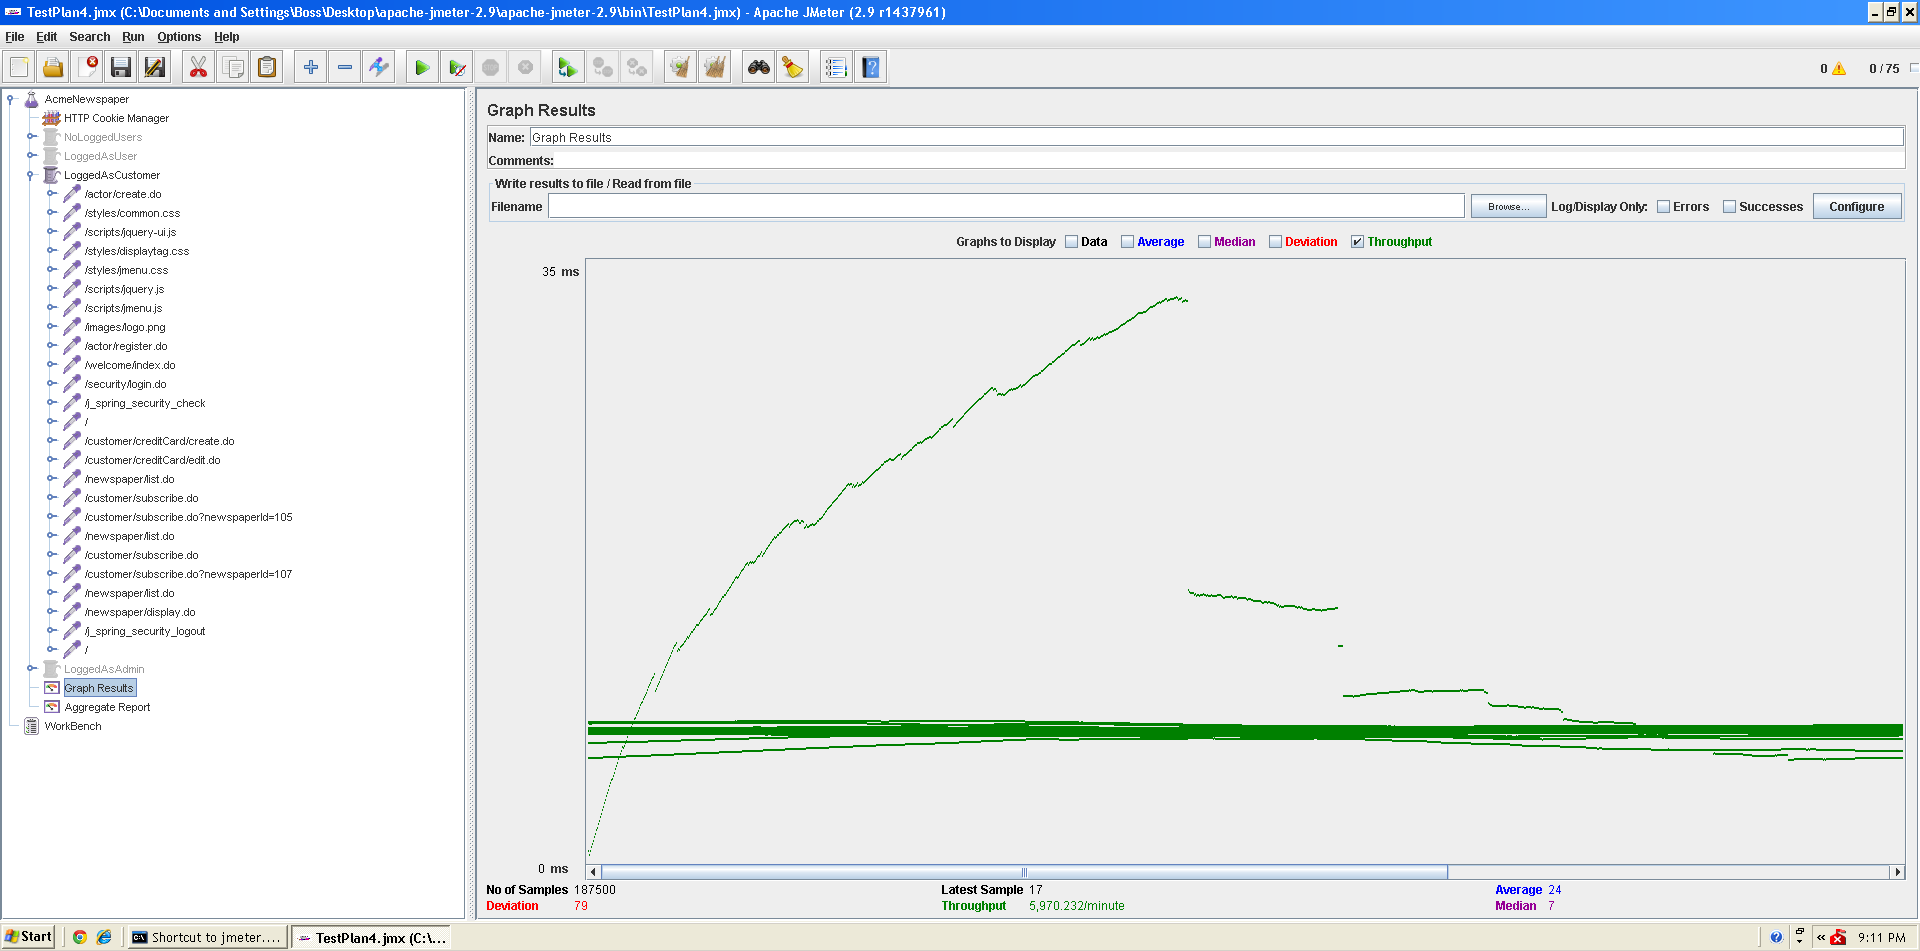 TestPlan4.jmx (C:\Documents and Settings\Boss\Desktop\apache-jmeter-2.9\apache-jmeter-2.9\bin\TestPlan4.jmx) - Apache JMeter (2.9 r1437961)
File Edit Search Run Options Help
0 0 / 75
AcmeNewspaper
HTTP Cookie Manager
NoLoggedUsers
LoggedAsUser
LoggedAsCustomer
/actor/create.do
/styles/common.css
/scripts/jquery-ui.js
/styles/displaytag.css
/styles/jmenu.css
/scripts/jquery.js
/scripts/jmenu.js
/images/logo.png
/actor/register.do
/welcome/index.do
/security/login.do
/j_spring_security_check
/
/customer/creditCard/create.do
/customer/creditCard/edit.do
/newspaper/list.do
/customer/subscribe.do
/customer/subscribe.do?newspaperId=105
/newspaper/list.do
/customer/subscribe.do
/customer/subscribe.do?newspaperId=107
/newspaper/list.do
/newspaper/display.do
/j_spring_security_logout
/
LoggedAsAdmin
Graph Results
Aggregate Report
WorkBench
Graph Results
Name: Graph Results
Comments:
Write results to file / Read from file
Filename Browse... Log/Display Only: Errors Successes Configure
Graphs to Display Data Average Median Deviation Throughput
35 ms
0 ms
No of Samples 187500 Latest Sample 17 Average 24
Deviation 79 Throughput 5,970.232/minute Median 7
Start Shortcut to jmeter.... TestPlan4.jmx (C:\... « 9:11 PM